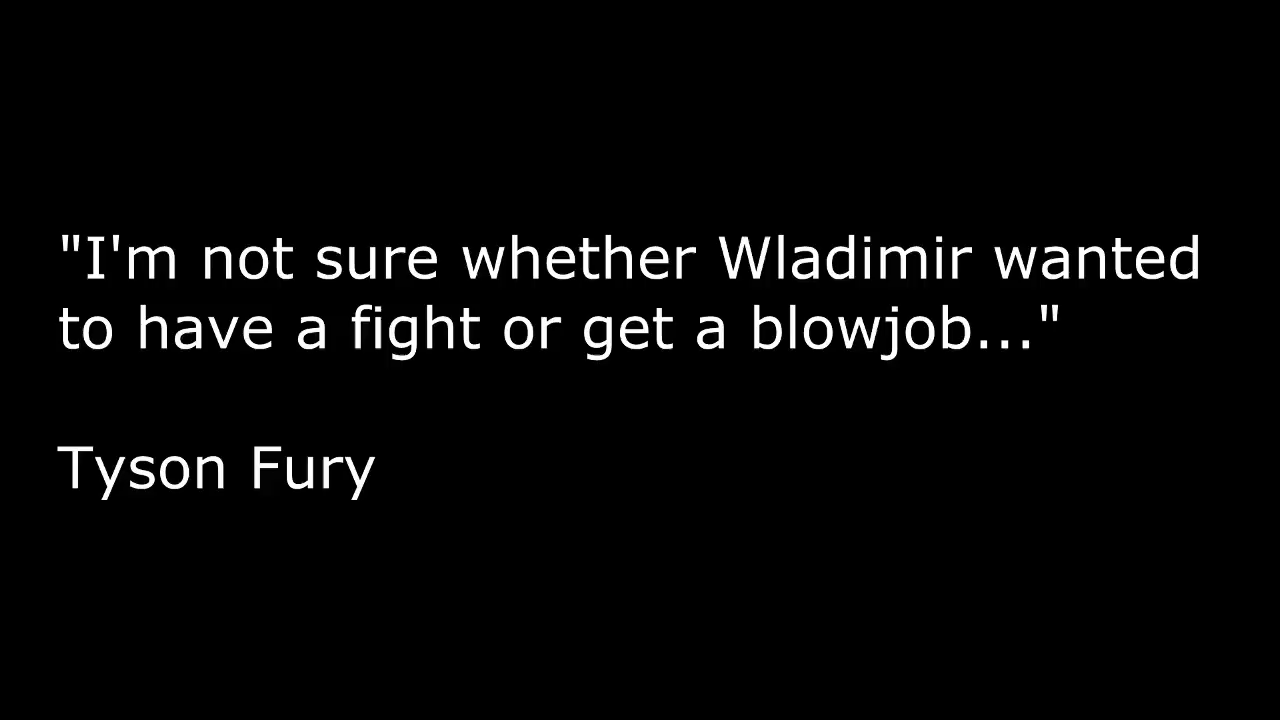 "I'm not sure whether Wladimir wanted
to have a fight or get a blowjob..."
Tyson Fury